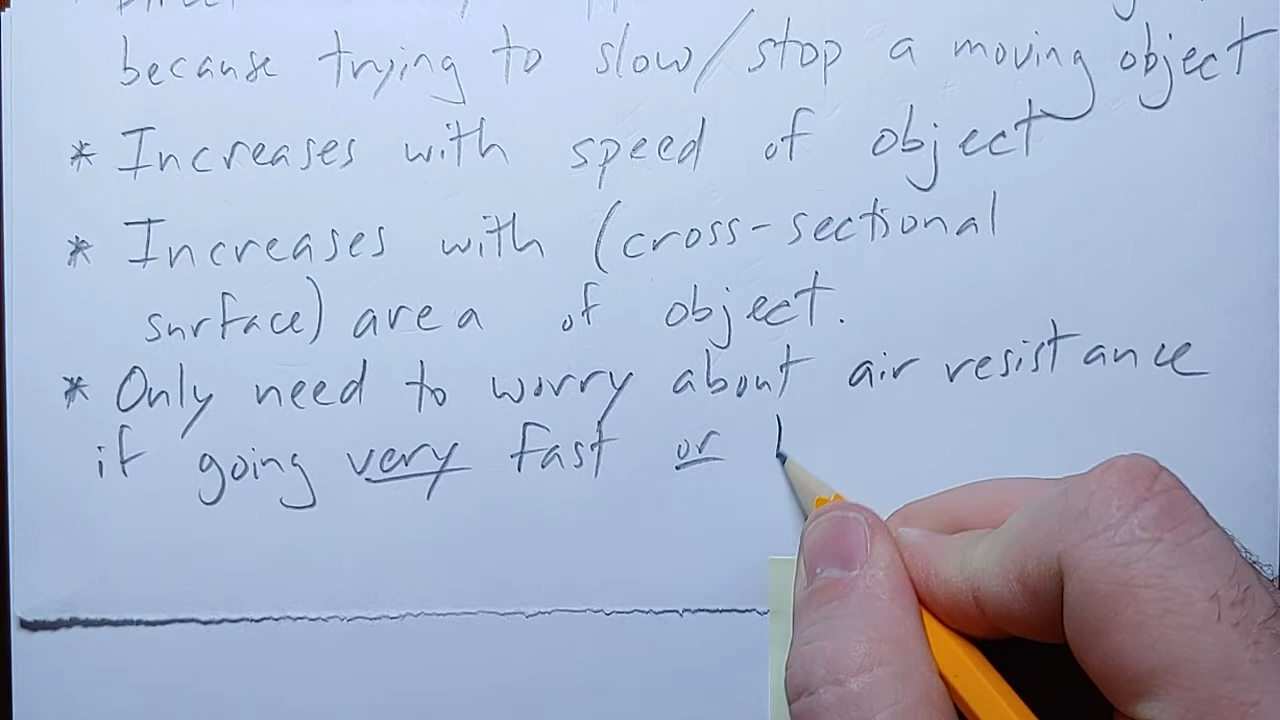 because trying to slow/stop a moving object
* Increases with speed of object
* Increases with (cross-sectional
surface) area of object.
* Only need to worry about air resistance
if going very fast or